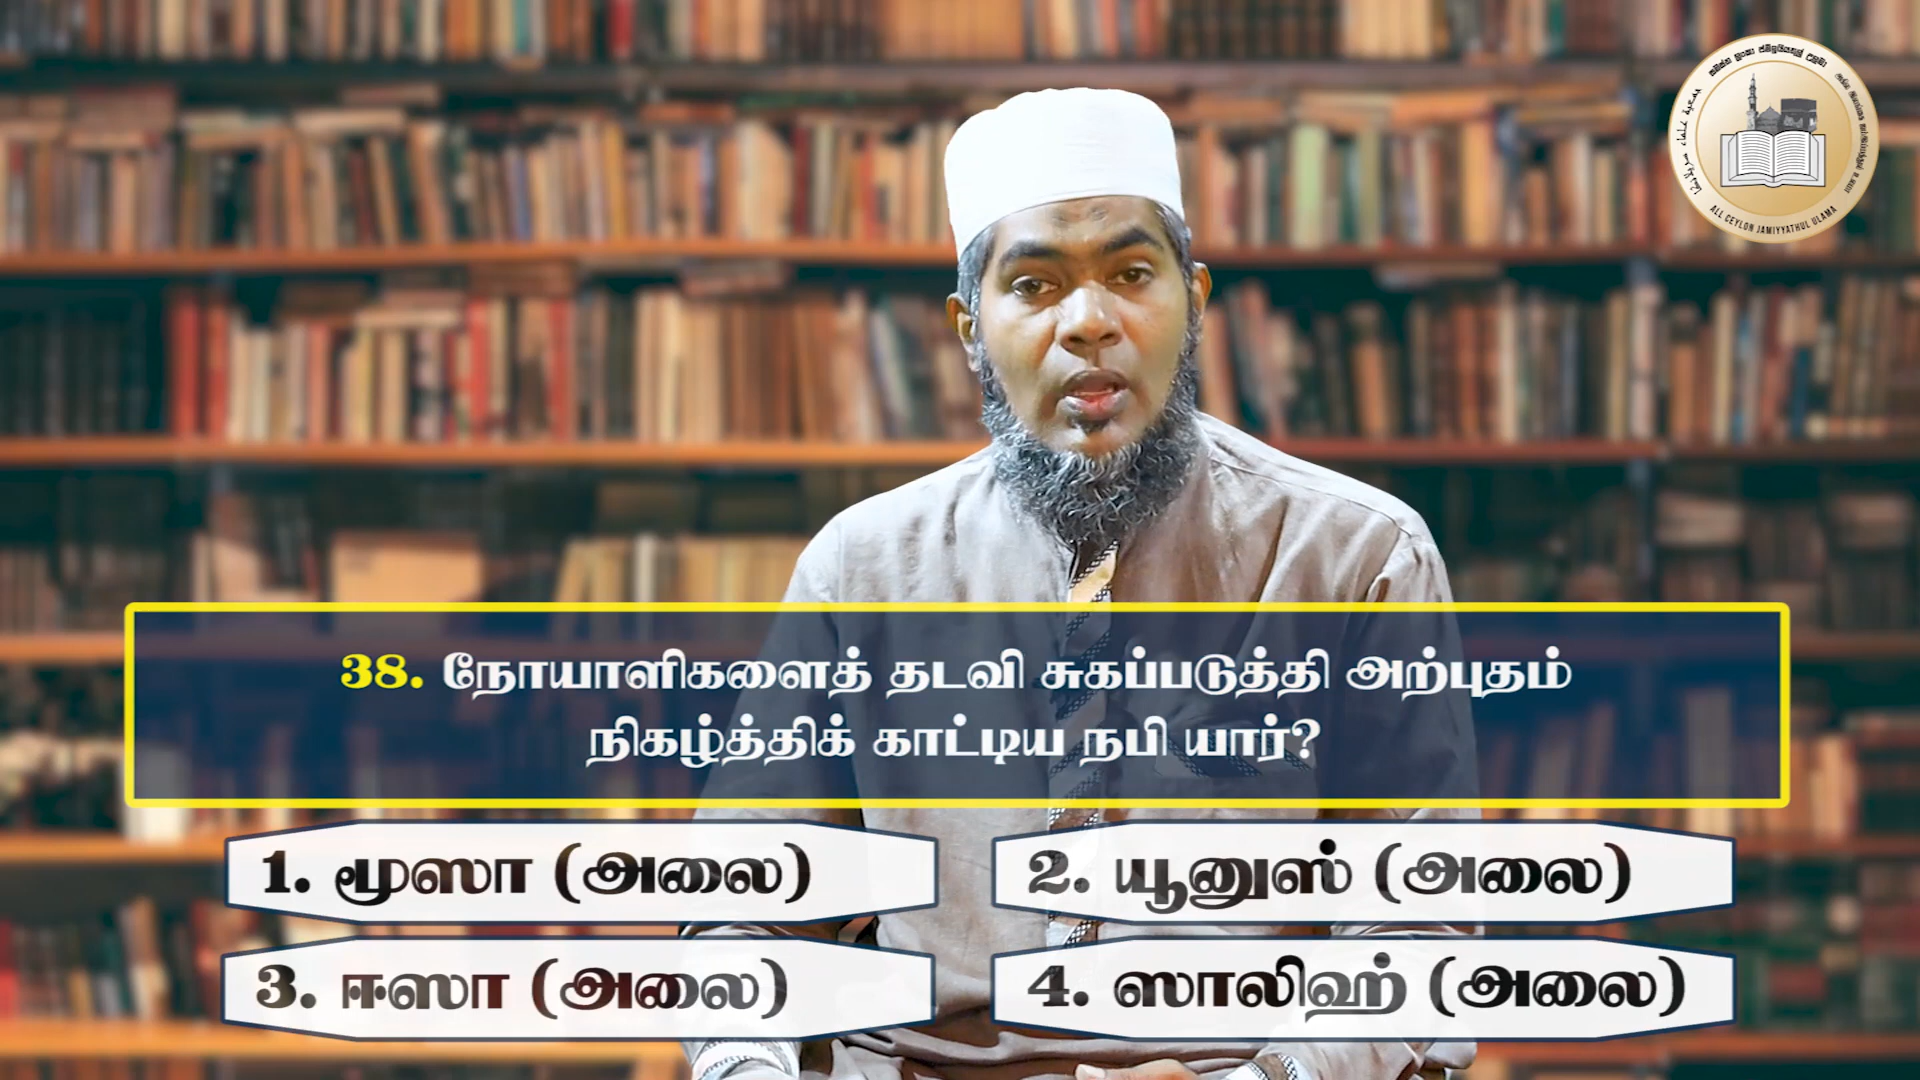 ALL CEYLON JAMIYYATHUL ULAMA
38. நோயாளிகளைத் தடவி சுகப்படுத்தி அற்புதம்
நிகழ்த்திக் காட்டிய நபி யார்?
1. மூஸா (அலை)
2. யூனுஸ் (அலை)
3. ஈஸா (அலை)
4. ஸாலிஹ் (அலை)